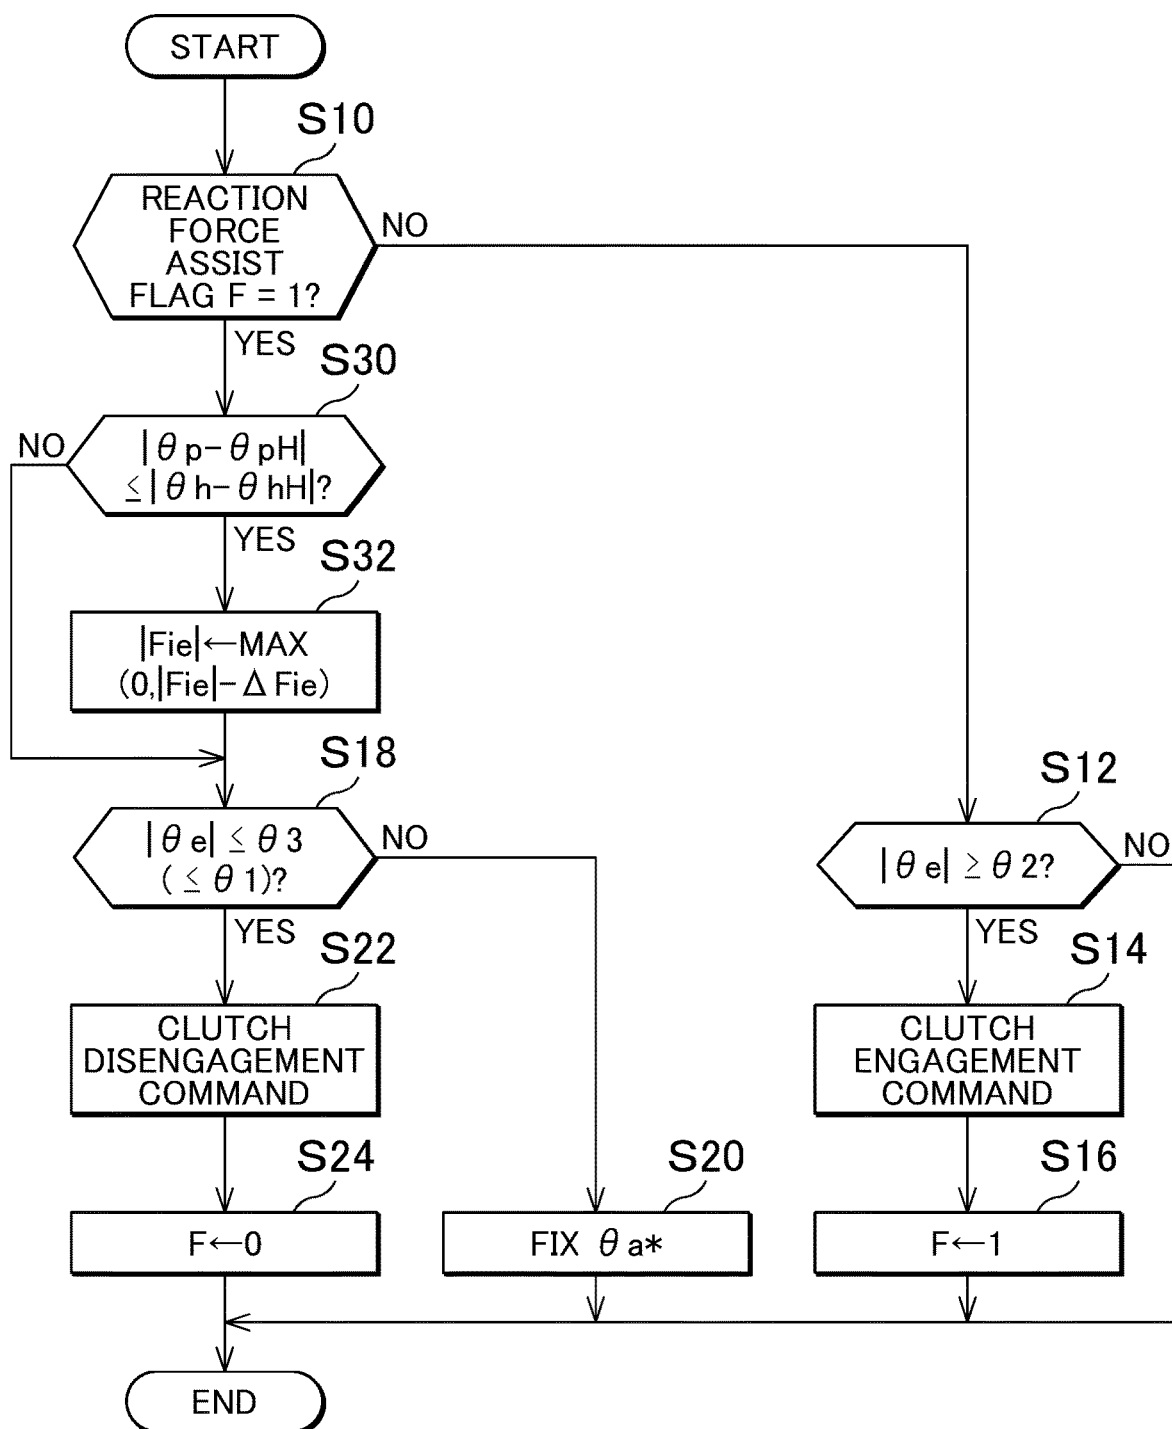 START
S10
REACTION
FORCE
ASSIST
FLAG F = 1?
NO
YES
S30
NO
|θp-θpH|
≤|θh-θhH|?
YES
S32
|Fie|←MAX
(0,|Fie|-ΔFie)
S18
|θe| ≤ θ3
(≤ θ1)?
NO
YES
S12
|θe| ≥ θ2?
NO
YES
S22
CLUTCH
DISENGAGEMENT
COMMAND
S14
CLUTCH
ENGAGEMENT
COMMAND
S24
F←0
S20
FIX θa*
S16
F←1
END